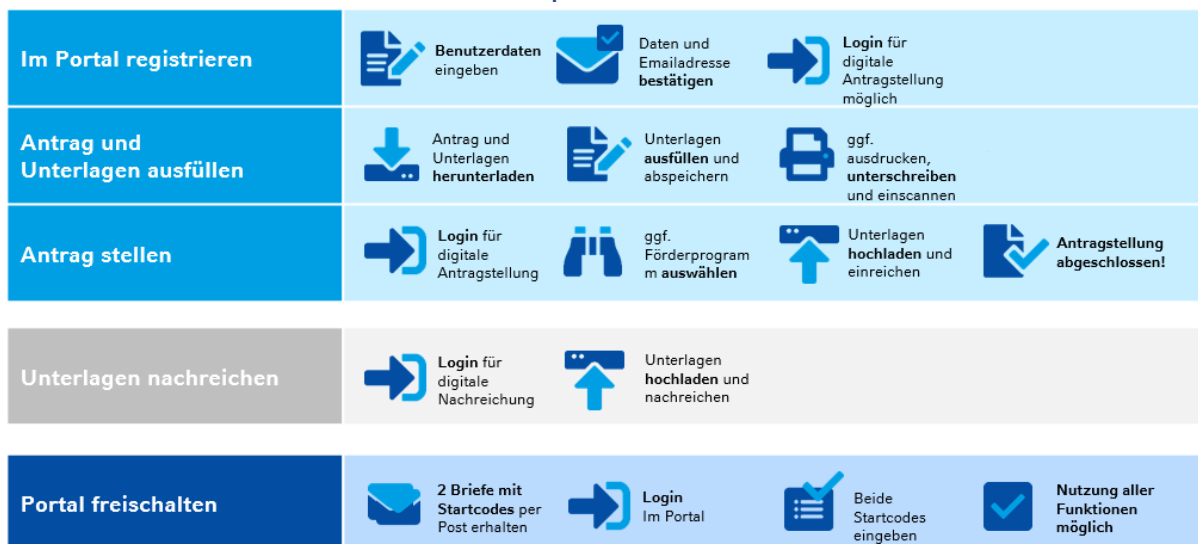 Im Portal registrieren
Benutzerdaten
eingeben
Daten und
Emailadresse
bestätigen
Login für
digitale
Antragstellung
möglich
Antrag und
Unterlagen ausfüllen
Antrag und
Unterlagen
herunterladen
Unterlagen
ausfüllen und
abspeichern
ggf.
ausdrucken,
unterschreiben
und einscannen
Antrag stellen
Login für
digitale
Antragstellung
ggf.
Förderprogram
m auswählen
Unterlagen
hochladen und
einreichen
Antragstellung
abgeschlossen!
Unterlagen nachreichen
Login für
digitale
Nachreichung
Unterlagen
hochladen und
nachreichen
Portal freischalten
2 Briefe mit
Startcodes per
Post erhalten
Login
Im Portal
Beide
Startcodes
eingeben
Nutzung aller
Funktionen
möglich